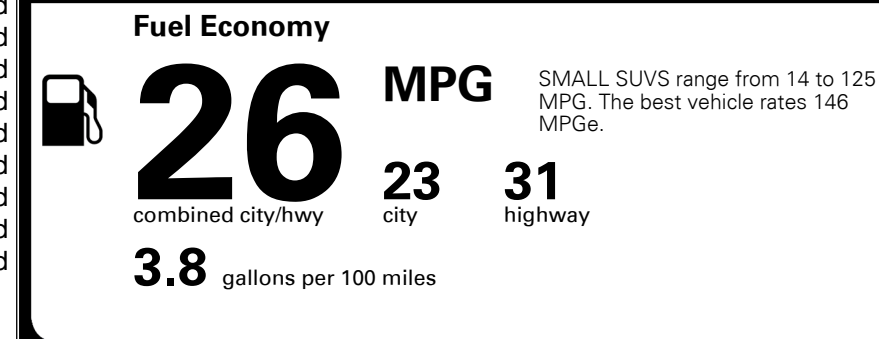 Fuel Economy
26 MPG
SMALL SUVS range from 14 to 125
MPG. The best vehicle rates 146
MPGe.
23 31
combined city/hwy city highway
3.8 gallons per 100 miles